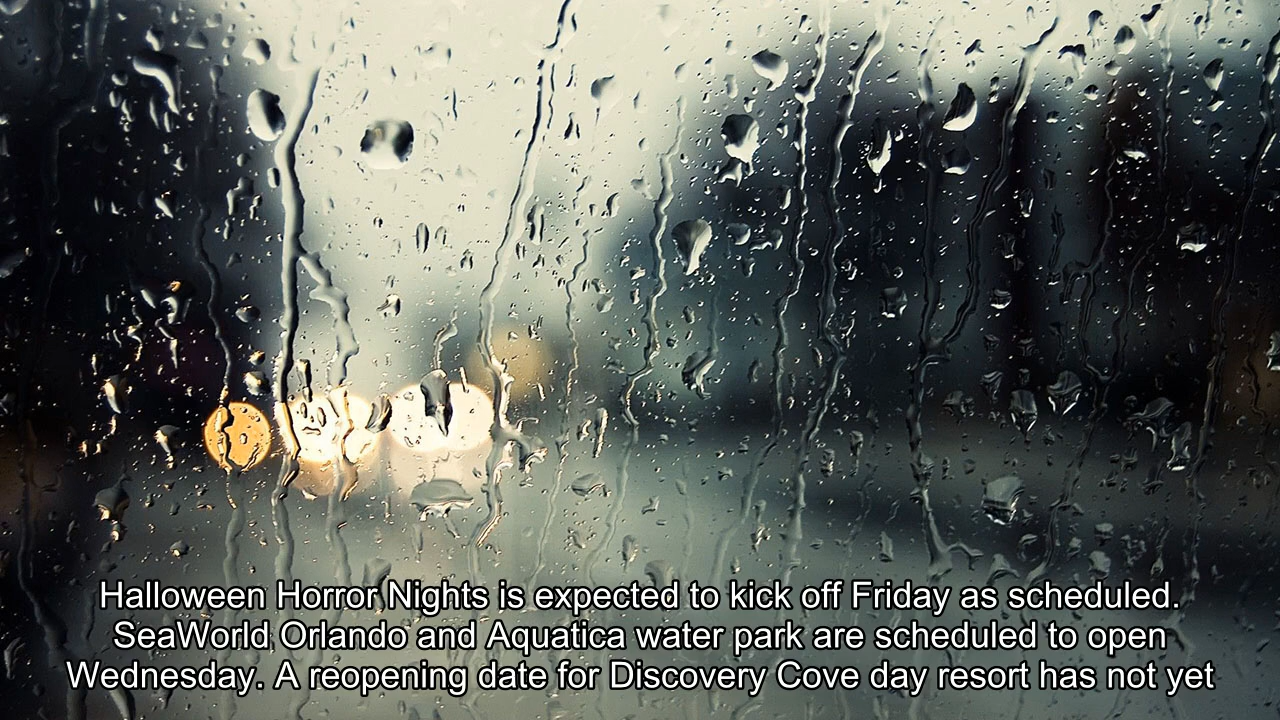 Halloween Horror Nights is expected to kick off Friday as scheduled.
SeaWorld Orlando and Aquatica water park are scheduled to open
Wednesday. A reopening date for Discovery Cove day resort has not yet